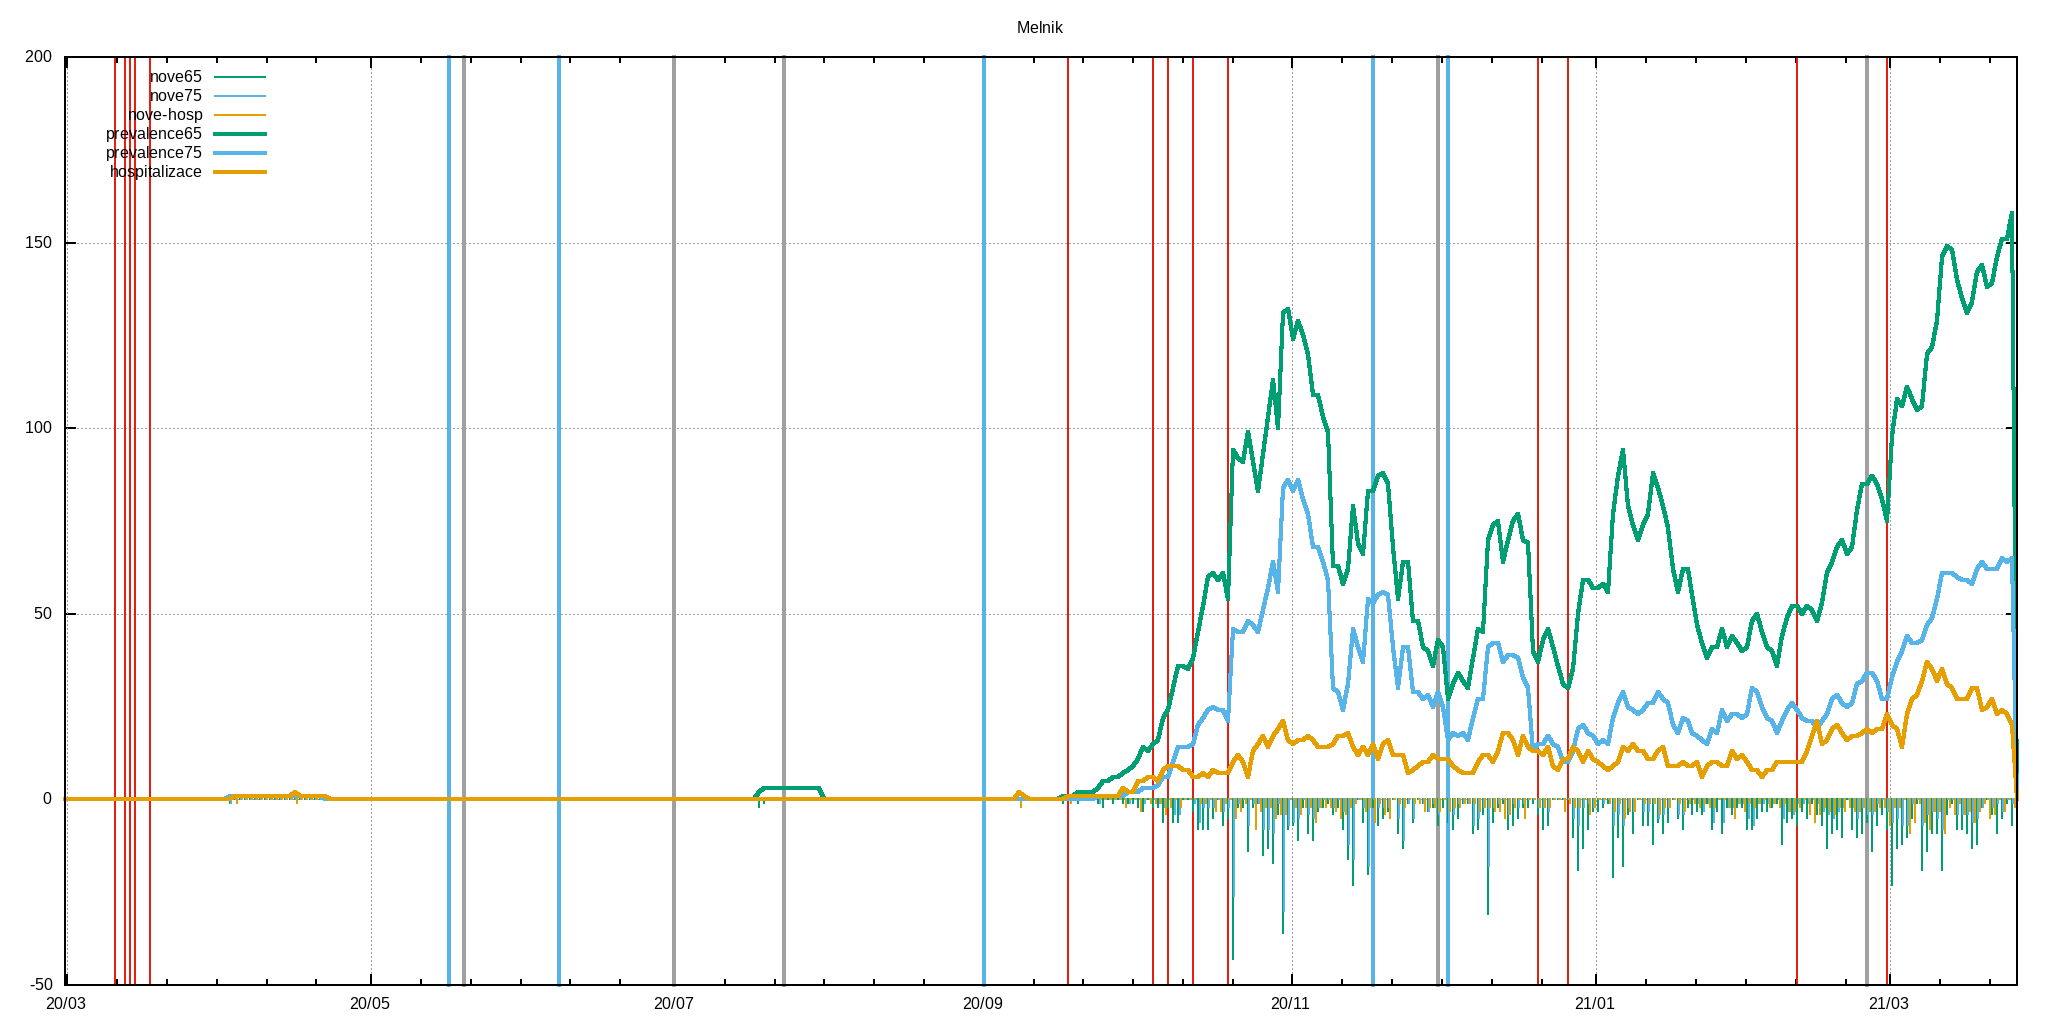 Melnik
200
nove65
nove75
nove-hosp
prevalence65
prevalence75
hospitalizace
150
100
50
0
-50
20/03 20/05 20/07 20/09 20/11 21/01 21/03